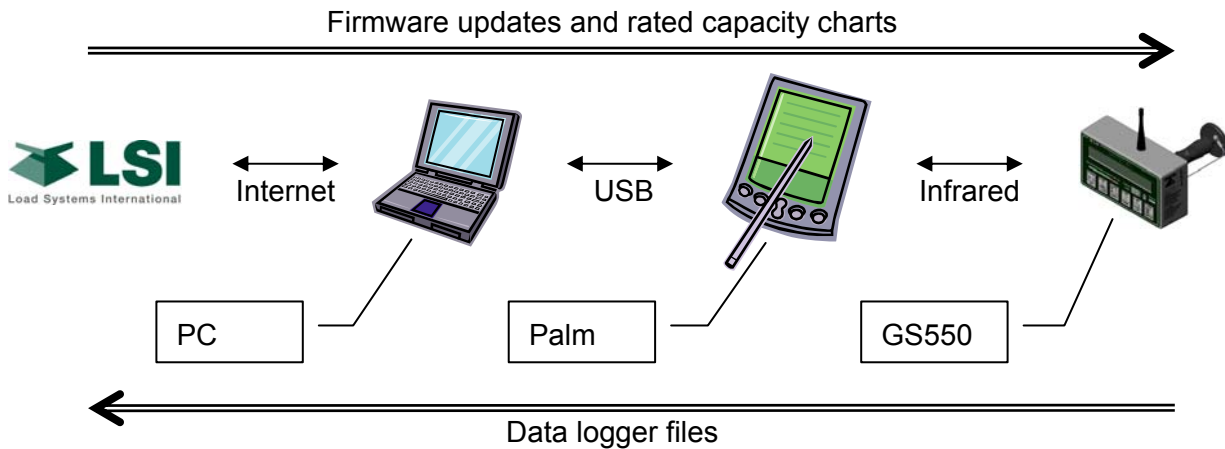 Firmware updates and rated capacity charts
LSI
Load Systems International
Internet
USB
Infrared
PC
Palm
GS550
Data logger files